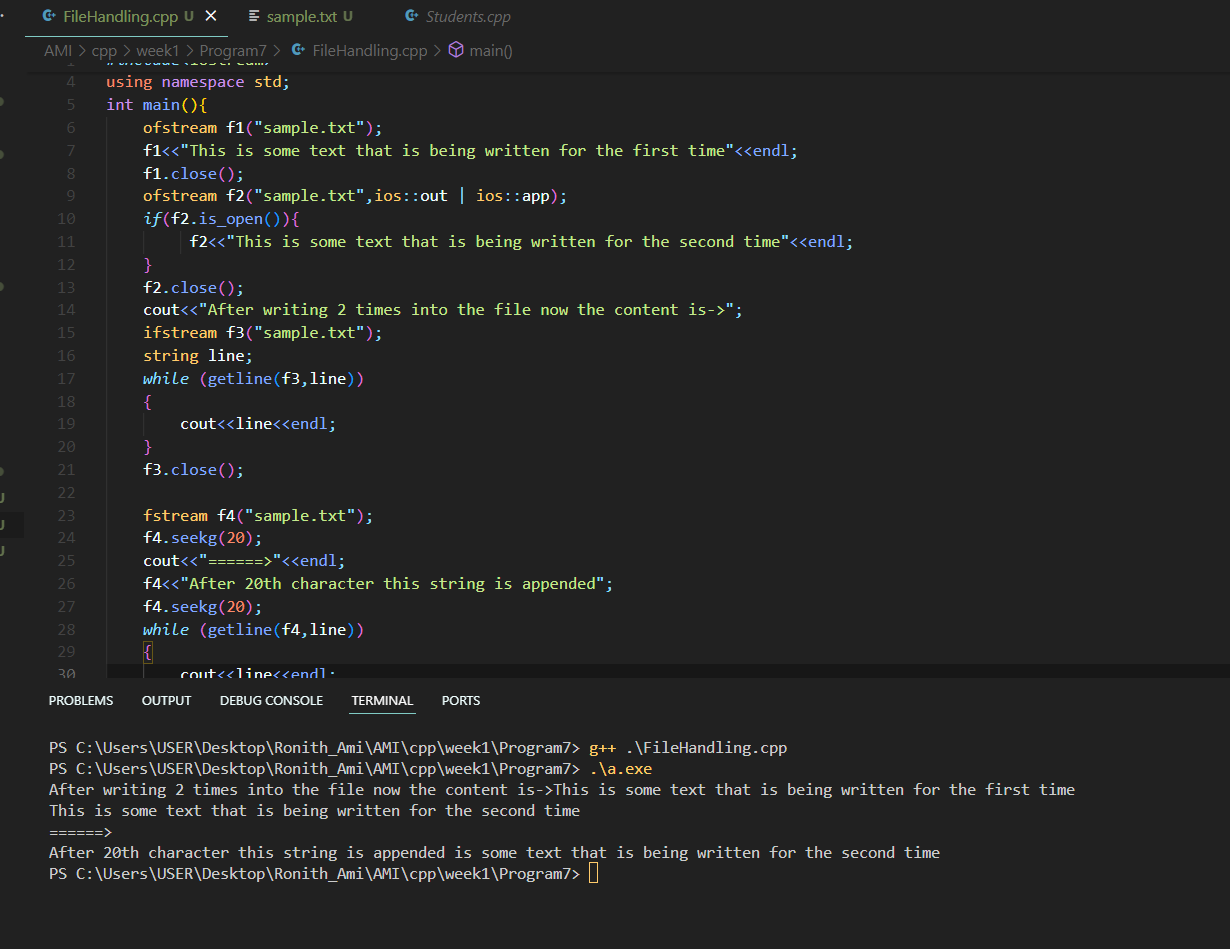 FileHandling.cpp U × sample.txt U Students.cpp
AMI > cpp > week1 > Program7 > FileHandling.cpp > main()
#include<iostream>
4 using namespace std;
5 int main(){
6 ofstream f1("sample.txt");
7 f1<<"This is some text that is being written for the first time"<<endl;
8 f1.close();
9 ofstream f2("sample.txt",ios::out | ios::app);
10 if(f2.is_open()){
11 f2<<"This is some text that is being written for the second time"<<endl;
12 }
13 f2.close();
14 cout<<"After writing 2 times into the file now the content is->";
15 ifstream f3("sample.txt");
16 string line;
17 while (getline(f3,line))
18 {
19 cout<<line<<endl;
20 }
21 f3.close();
22
23 fstream f4("sample.txt");
24 f4.seekg(20);
25 cout<<"======>"<<endl;
26 f4<<"After 20th character this string is appended";
27 f4.seekg(20);
28 while (getline(f4,line))
29 {
30 cout<<line<<endl;
PROBLEMS OUTPUT DEBUG CONSOLE TERMINAL PORTS
PS C:\Users\USER\Desktop\Ronith_Ami\AMI\cpp\week1\Program7> g++ .\FileHandling.cpp
PS C:\Users\USER\Desktop\Ronith_Ami\AMI\cpp\week1\Program7> .\a.exe
After writing 2 times into the file now the content is->This is some text that is being written for the first time
This is some text that is being written for the second time
======>
After 20th character this string is appended is some text that is being written for the second time
PS C:\Users\USER\Desktop\Ronith_Ami\AMI\cpp\week1\Program7>